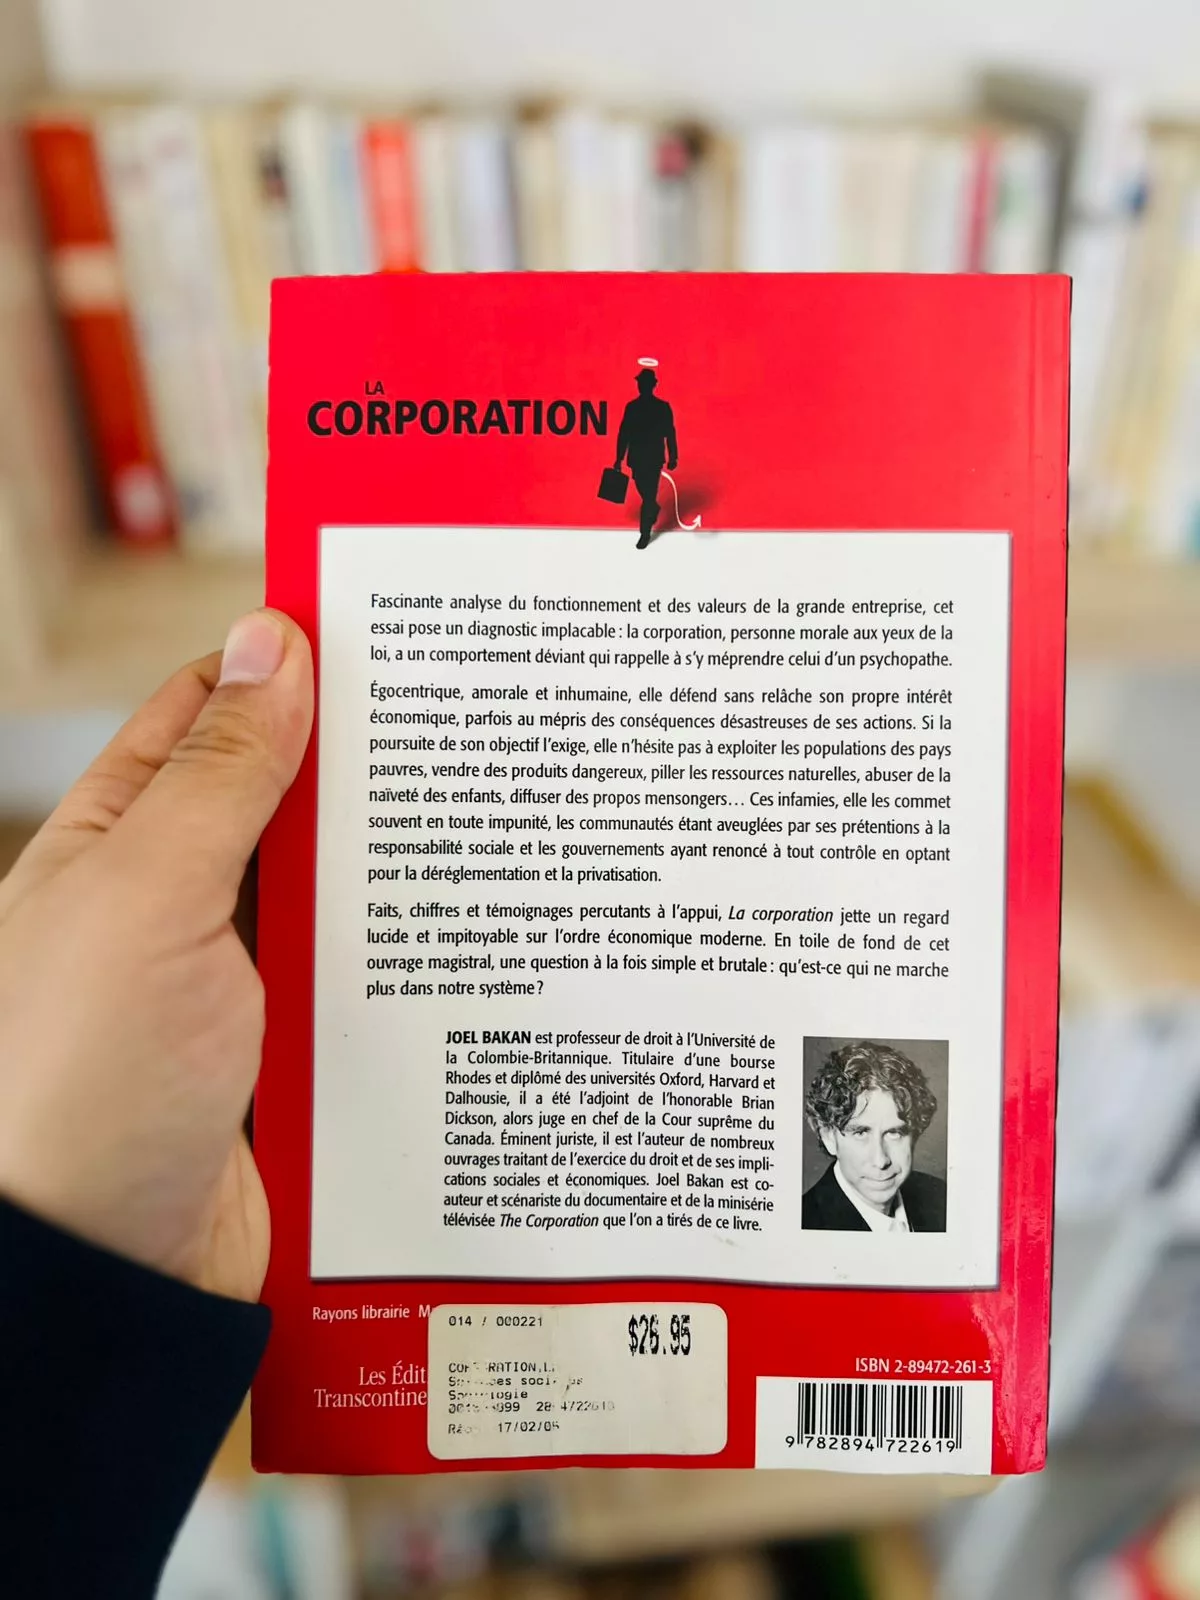 LA
CORPORATION
Fascinante analyse du fonctionnement et des valeurs de la grande entreprise, cet
essai pose un diagnostic implacable : la corporation, personne morale aux yeux de la
loi, a un comportement déviant qui rappelle à s'y méprendre celui d'un psychopathe.
Égocentrique, amorale et inhumaine, elle défend sans relâche son propre intérêt
économique, parfois au mépris des conséquences désastreuses de ses actions. Si la
poursuite de son objectif l'exige, elle n'hésite pas à exploiter les populations des pays
pauvres, vendre des produits dangereux, piller les ressources naturelles, abuser de la
naïveté des enfants, diffuser des propos mensongers… Ces infamies, elle les commet
souvent en toute impunité, les communautés étant aveuglées par ses prétentions à la
responsabilité sociale et les gouvernements ayant renoncé à tout contrôle en optant
pour la déréglementation et la privatisation.
Faits, chiffres et témoignages percutants à l'appui, La corporation jette un regard
lucide et impitoyable sur l'ordre économique moderne. En toile de fond de cet
ouvrage magistral, une question à la fois simple et brutale : qu'est-ce qui ne marche
plus dans notre système ?
JOEL BAKAN est professeur de droit à l'Université de
la Colombie-Britannique. Titulaire d'une bourse
Rhodes et diplômé des universités Oxford, Harvard et
Dalhousie, il a été l'adjoint de l'honorable Brian
Dickson, alors juge en chef de la Cour suprême du
Canada. Éminent juriste, il est l'auteur de nombreux
ouvrages traitant de l'exercice du droit et de ses impli-
cations sociales et économiques. Joel Bakan est co-
auteur et scénariste du documentaire et de la minisérie
télévisée The Corporation que l'on a tirés de ce livre.
Rayons librairie
Les Édit
Transcontine
014 / 000221
$26.95
17/02/05
ISBN 2-89472-261-3
9 782894 722619